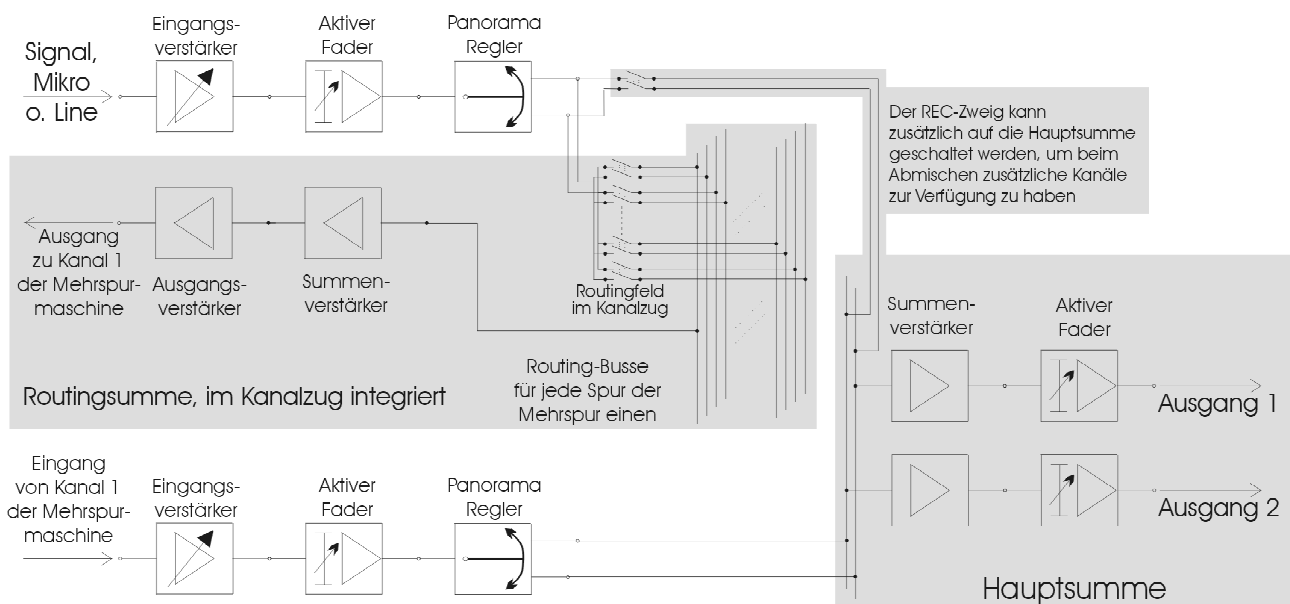 Eingangs-
verstärker
Aktiver
Fader
Panorama
Regler
Signal,
Mikro
o. Line
Der REC-Zweig kann
zusätzlich auf die Hauptsumme
geschaltet werden, um beim
Abmischen zusätzliche Kanäle
zur Verfügung zu haben
Ausgang
zu Kanal 1
der Mehrspur-
maschine
Ausgangs-
verstärker
Summen-
verstärker
Routingfeld
im Kanalzug
Routing-Busse
für jede Spur der
Mehrspur einen
Routingsumme, im Kanalzug integriert
Summen-
verstärker
Aktiver
Fader
Ausgang 1
Ausgang 2
Hauptsumme
Eingang
von Kanal 1
der Mehrspur-
maschine
Eingangs-
verstärker
Aktiver
Fader
Panorama
Regler